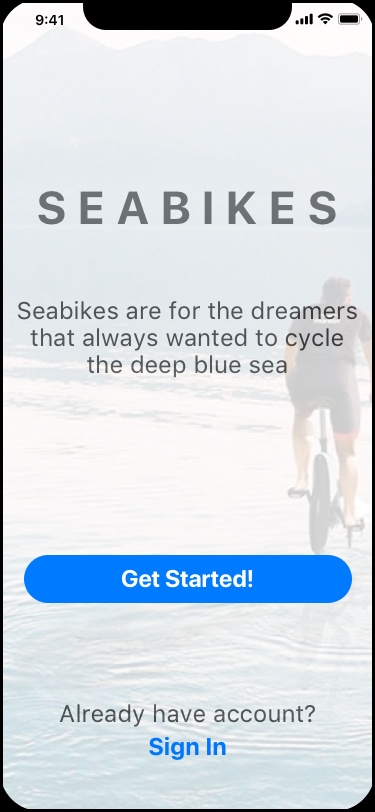 9:41
SEABIKES
Seabikes are for the dreamers
that always wanted to cycle
the deep blue sea
Get Started!
Already have account?
Sign In